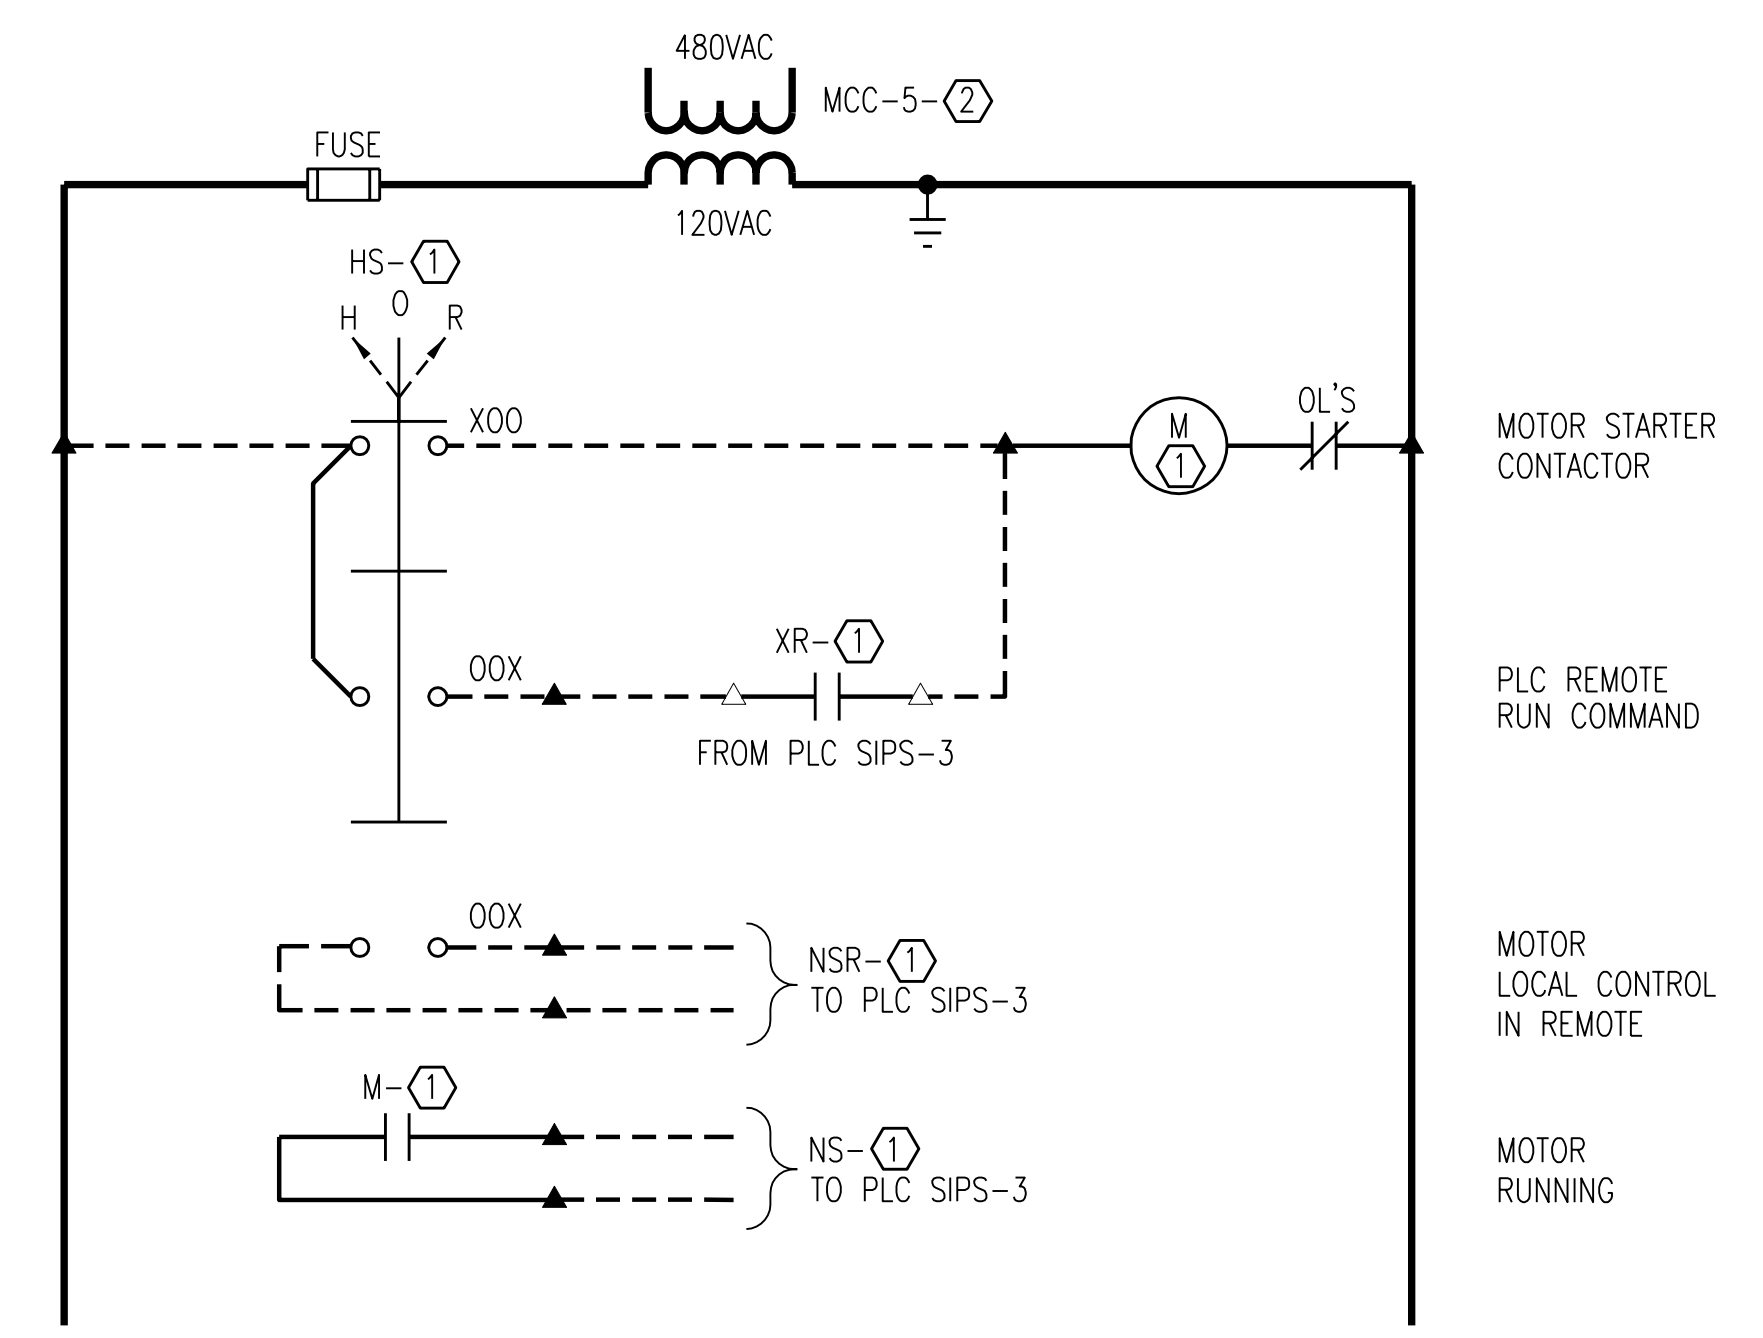 480VAC
MCC-5-2
FUSE
120VAC
HS-1
H O R
XOO
M
1
OL'S
MOTOR STARTER
CONTACTOR
XR-1
OOX
FROM PLC SIPS-3
PLC REMOTE
RUN COMMAND
OOX
NSR-1
TO PLC SIPS-3
MOTOR
LOCAL CONTROL
IN REMOTE
M-1
NS-1
TO PLC SIPS-3
MOTOR
RUNNING